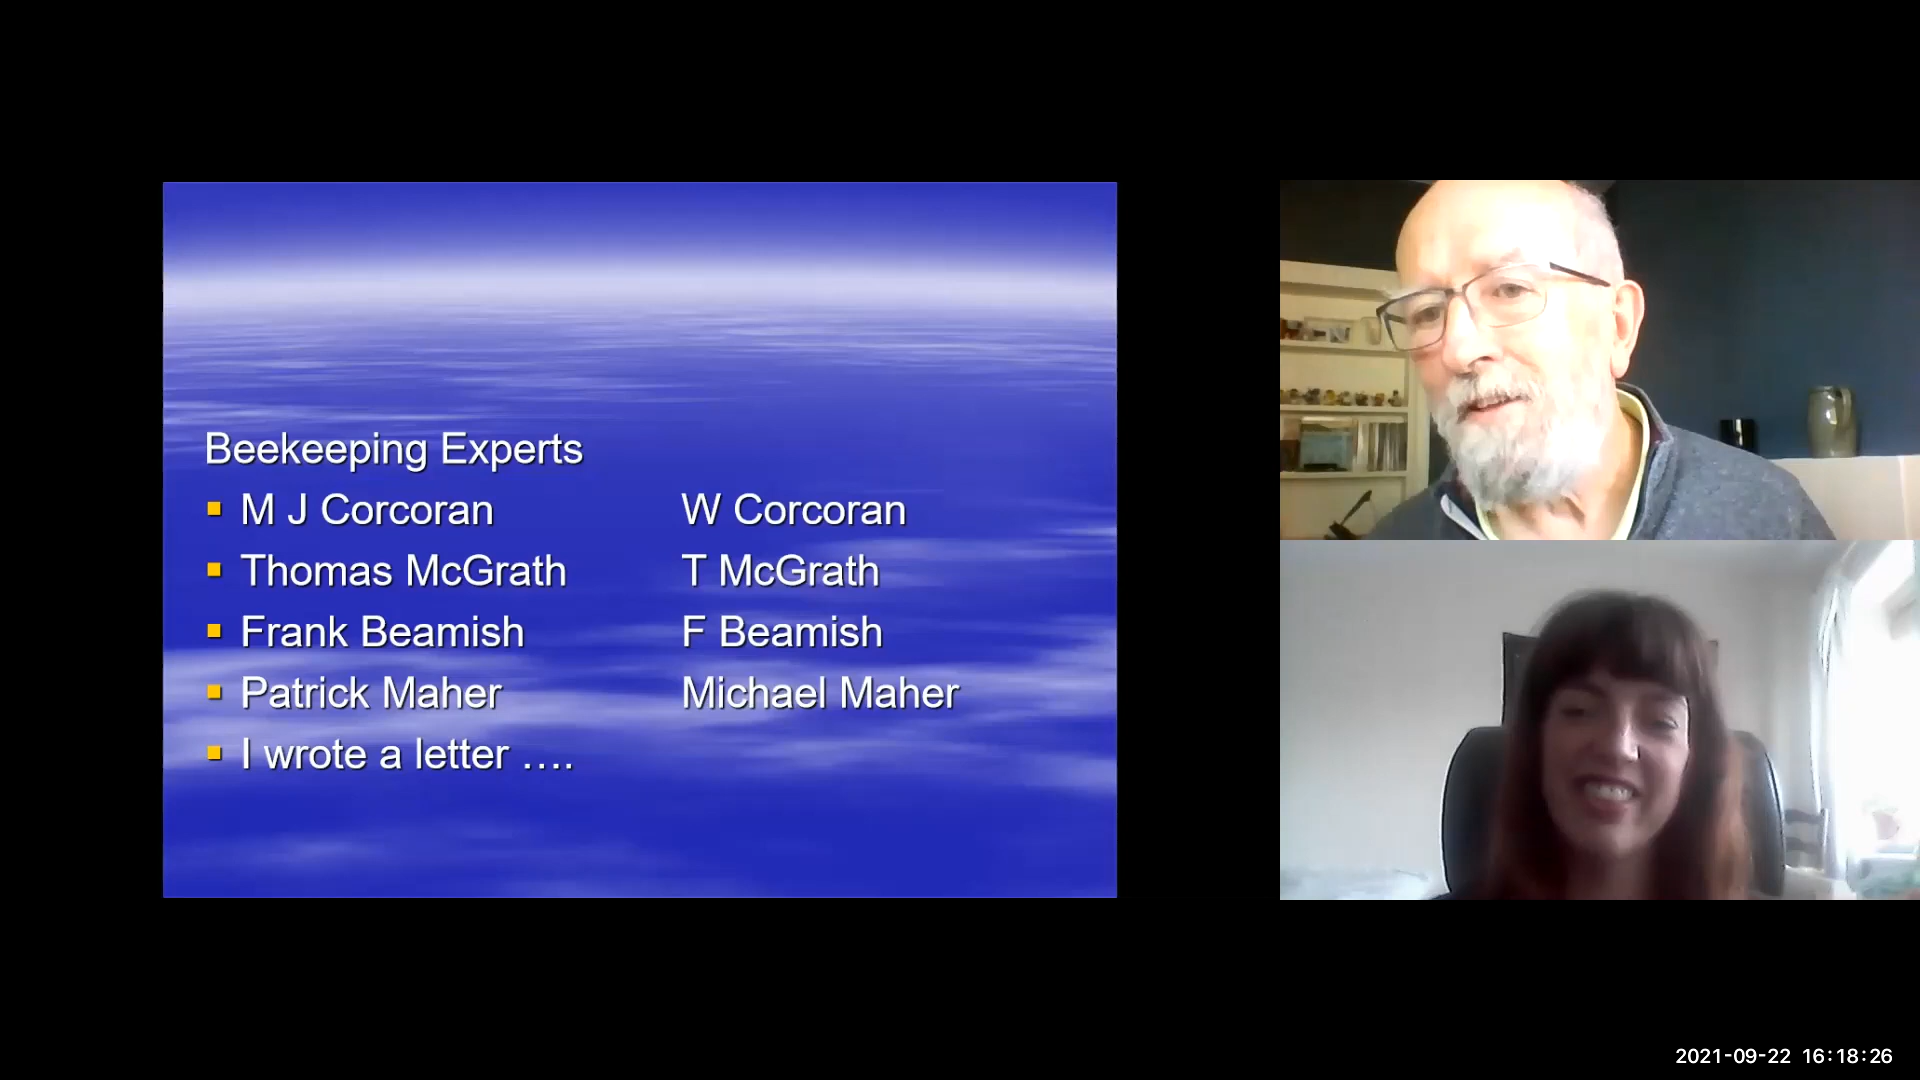 Beekeeping Experts
M J Corcoran W Corcoran
Thomas McGrath T McGrath
Frank Beamish F Beamish
Patrick Maher Michael Maher
I wrote a letter ….
2021-09-22 16:18:26